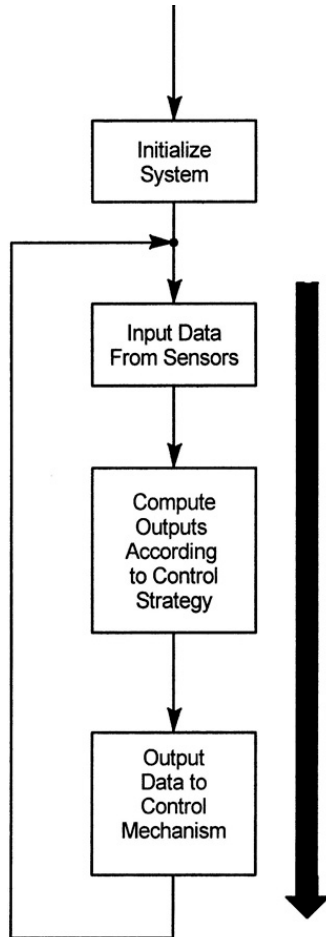 Initialize
System
Input Data
From Sensors
Compute
Outputs
According
to Control
Strategy
Output
Data to
Control
Mechanism